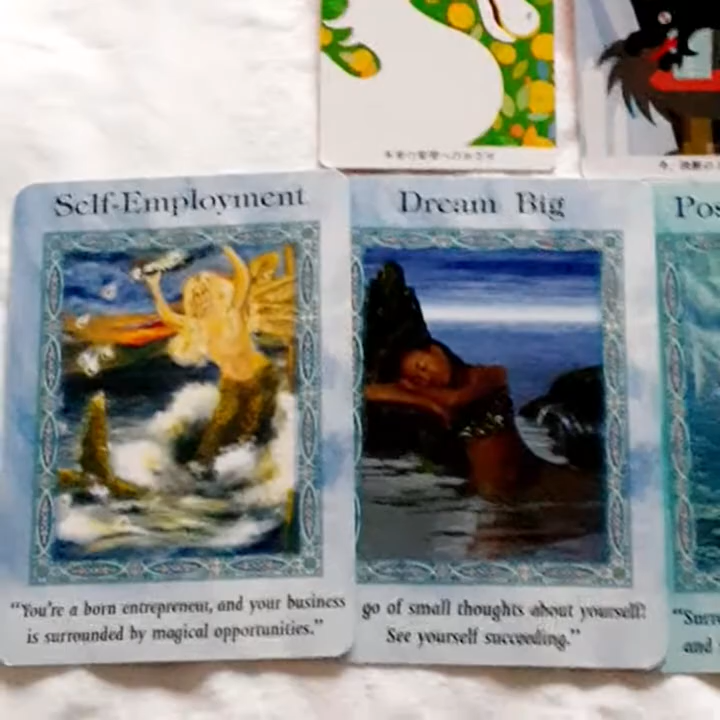 Self-Employment
Dream Big
Pos
"You're a born entrepreneur, and your business
is surrounded by magical opportunities."
go of small thoughts about yourself!
See yourself succeeding."
"Surr
and